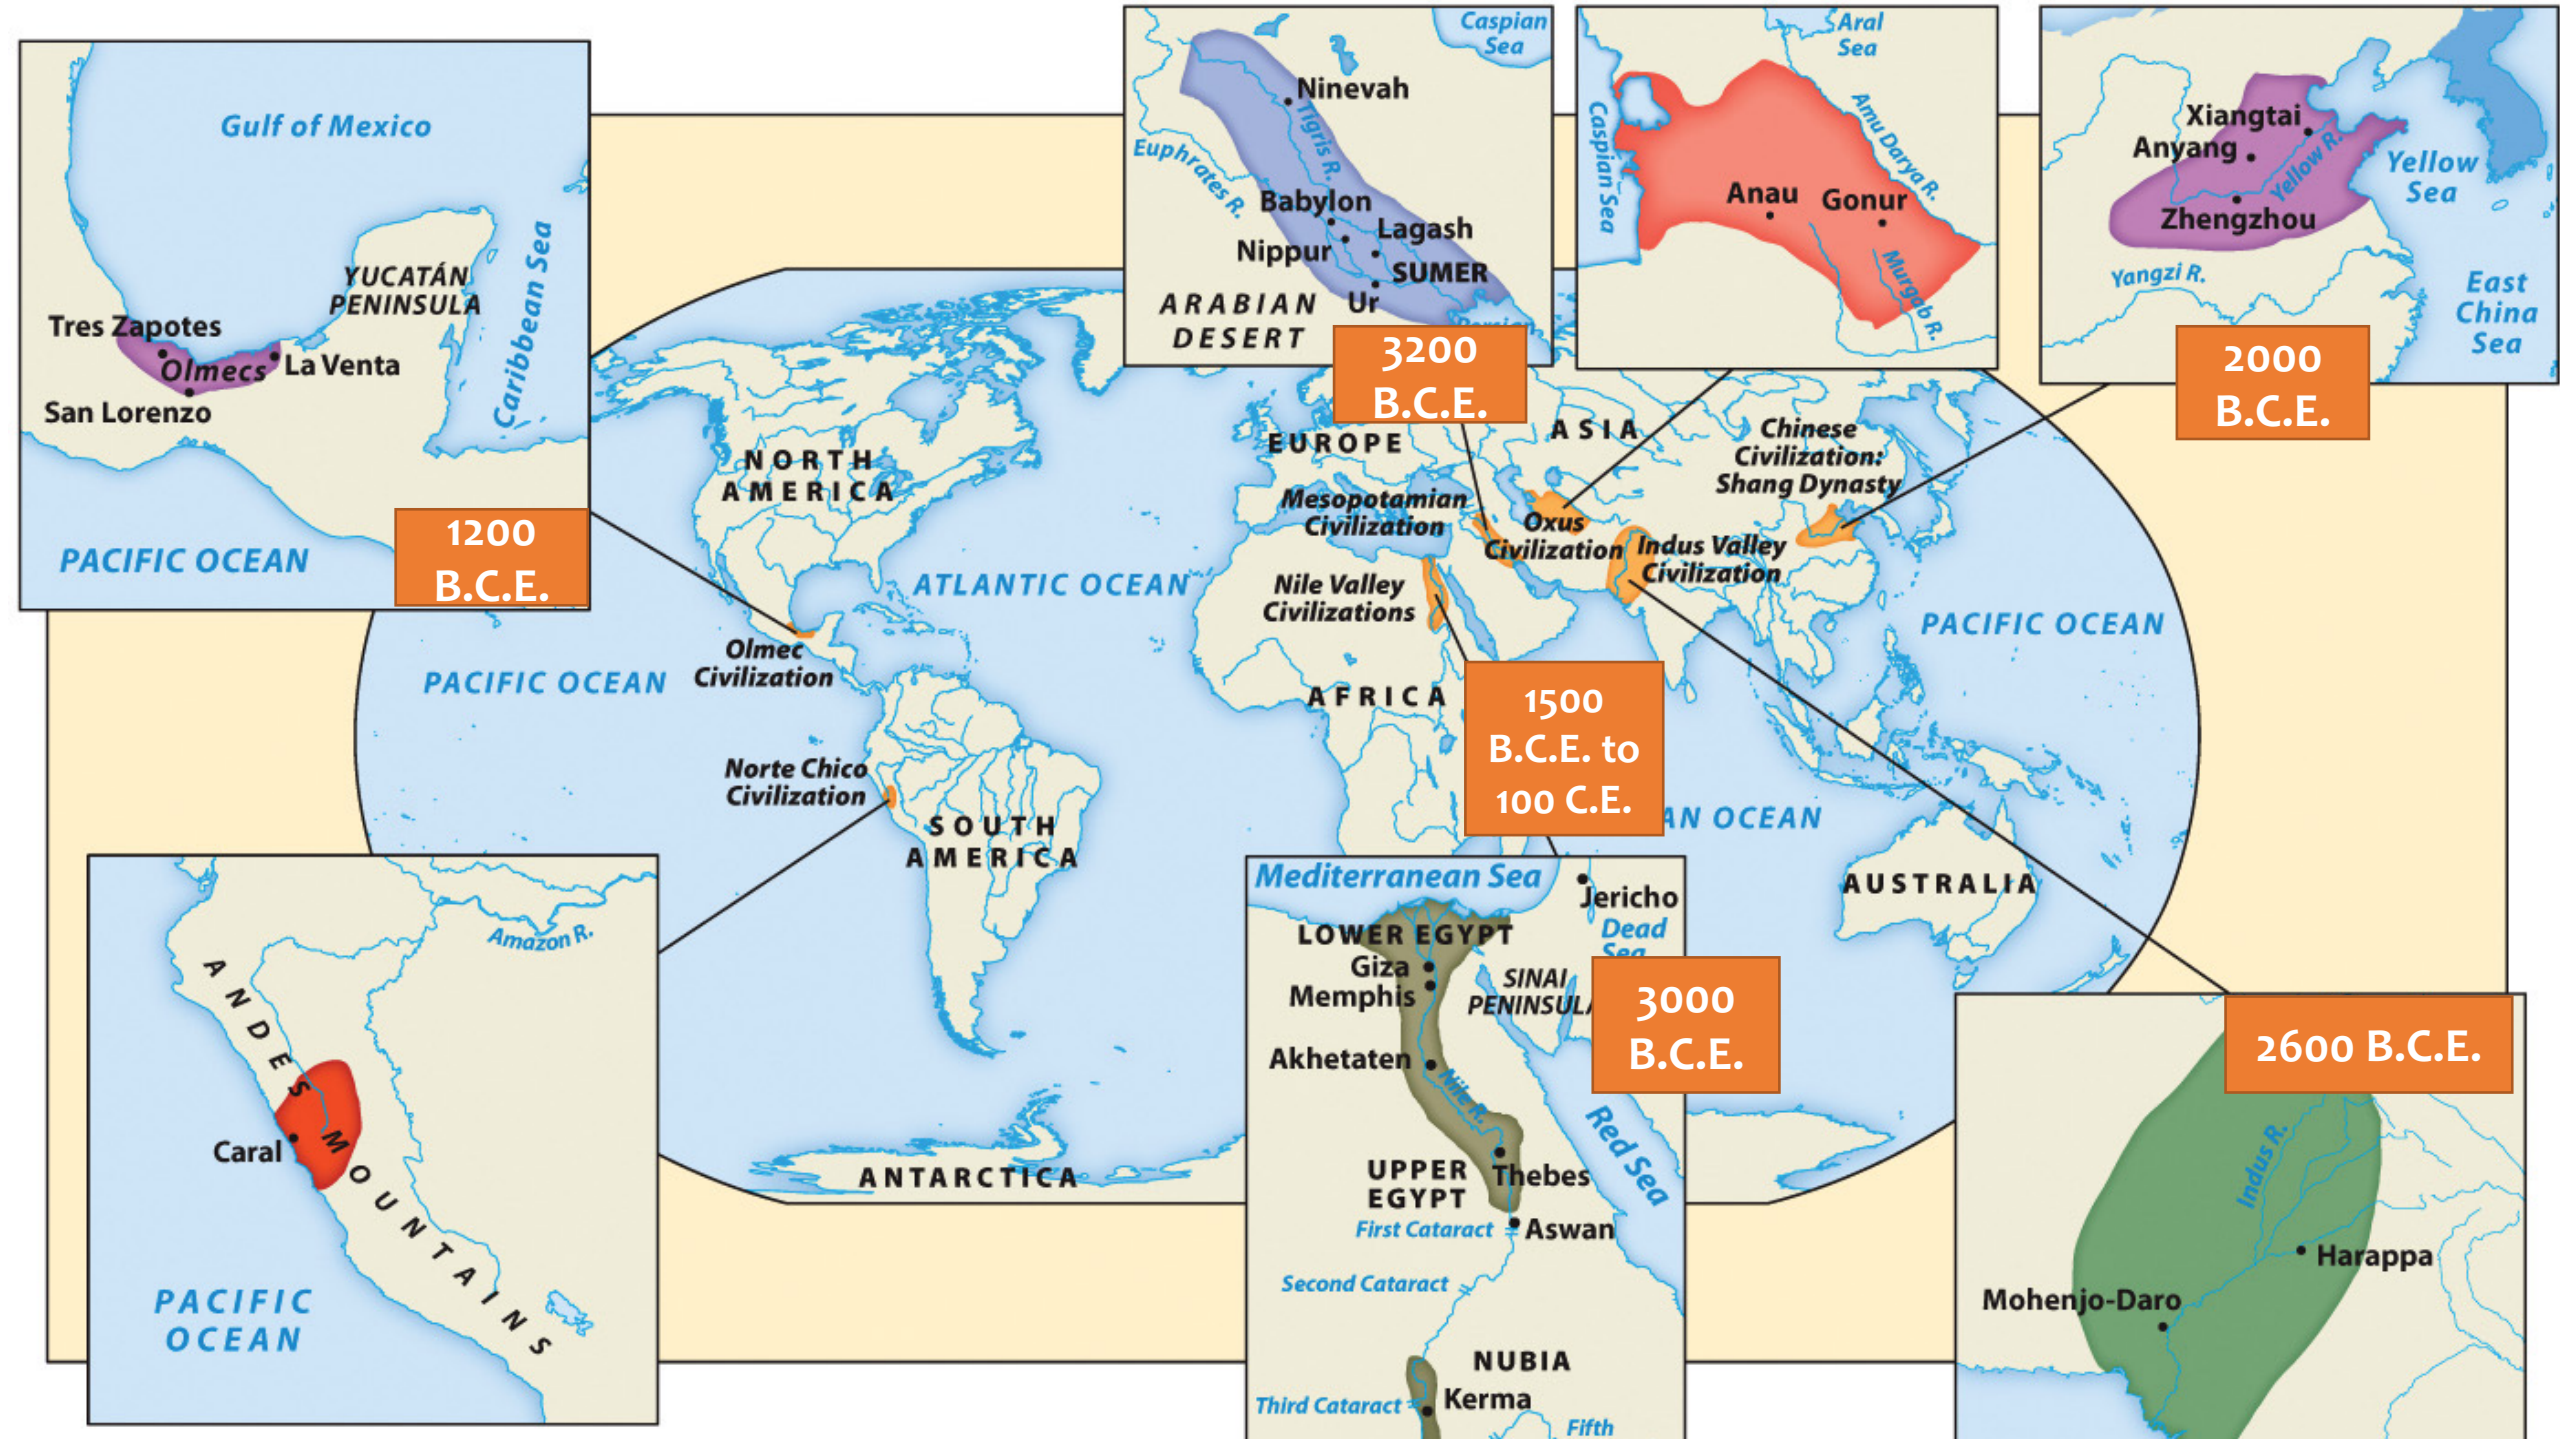 Gulf of Mexico
YUCATÁN
PENINSULA
Caribbean Sea
Tres Zapotes
Olmecs
La Venta
San Lorenzo
PACIFIC OCEAN
1200
B.C.E.
Caspian
Sea
Ninevah
Tigris R.
Euphrates R.
Babylon
Lagash
Nippur
SUMER
Ur
ARABIAN
DESERT
Persian
3200
B.C.E.
Aral
Sea
Caspian Sea
Amu Darya R.
Anau
Gonur
Murgab R.
Xiangtai
Anyang
Yellow R.
Yellow
Sea
Zhengzhou
Yangzi R.
East
China
Sea
2000
B.C.E.
NORTH
AMERICA
EUROPE
ASIA
Chinese
Civilization:
Shang Dynasty
Mesopotamian
Civilization
Oxus
Civilization
Indus Valley
Civilization
ATLANTIC OCEAN
Nile Valley
Civilizations
PACIFIC OCEAN
Olmec
Civilization
PACIFIC OCEAN
AFRICA
1500
B.C.E. to
100 C.E.
Norte Chico
Civilization
SOUTH
AMERICA
AN OCEAN
AUSTRALIA
ANTARCTICA
Amazon R.
ANDES MOUNTAINS
Caral
PACIFIC
OCEAN
Mediterranean Sea
Jericho
Dead
Sea
LOWER EGYPT
Giza
Memphis
SINAI
PENINSULA
3000
B.C.E.
Akhetaten
Nile R.
Red Sea
UPPER
EGYPT
Thebes
First Cataract
Aswan
Second Cataract
NUBIA
Third Cataract
Kerma
Fifth
2600 B.C.E.
Indus R.
Harappa
Mohenjo-Daro